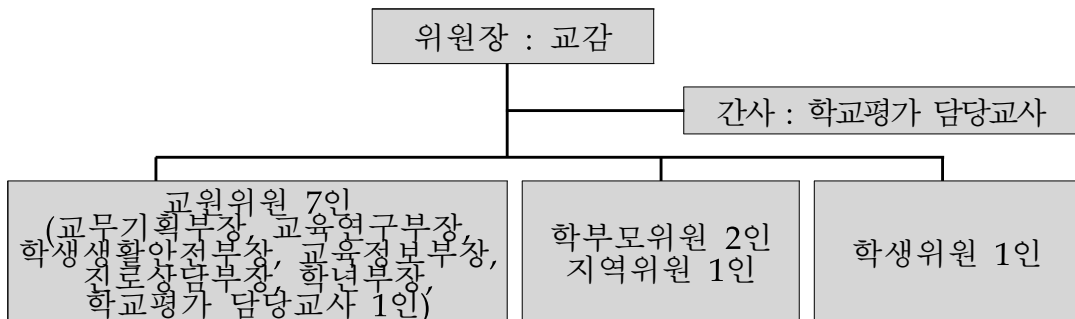 위원장 : 교감
간사 : 학교평가 담당교사
교원위원 7인
(교무기획부장, 교육연구부장,
학생생활안전부장, 교육정보부장,
진로상담부장, 학년부장,
학교평가 담당교사 1인)
학부모위원 2인
지역위원 1인
학생위원 1인